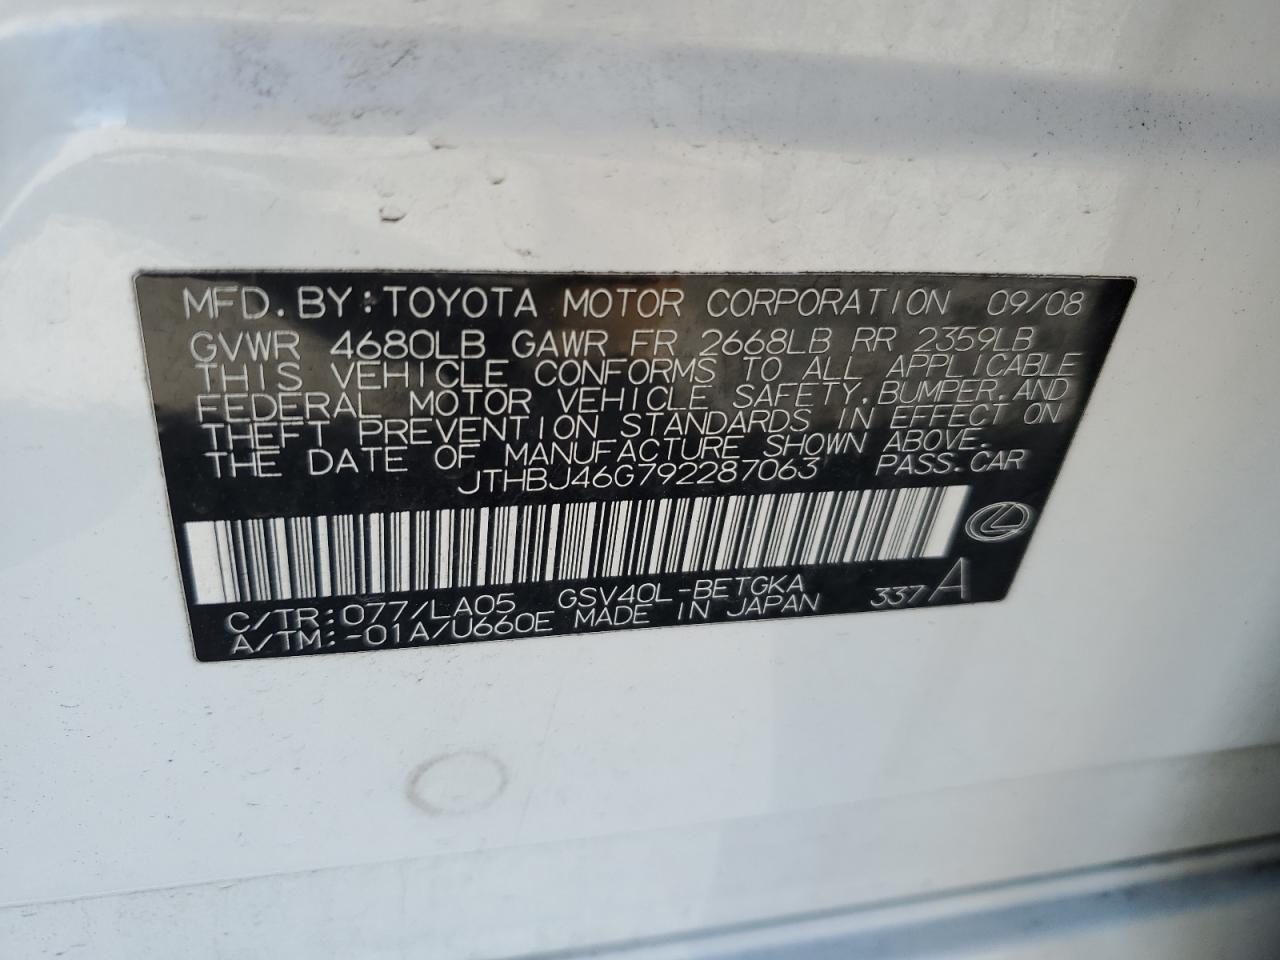 MFD. BY: TOYOTA MOTOR CORPORATION 09/08
GVWR 4680LB GAWR FR 2668LB RR 2359LB
THIS VEHICLE CONFORMS TO ALL APPLICABLE
FEDERAL MOTOR VEHICLE SAFETY, BUMPER, AND
THEFT PREVENTION STANDARDS IN EFFECT ON
THE DATE OF MANUFACTURE SHOWN ABOVE.
JTHBJ46G792287063 PASS. CAR
C/TR: 077/LA05 GSV40L-BETGKA 337 A
A/TM: -01A/U660E MADE IN JAPAN